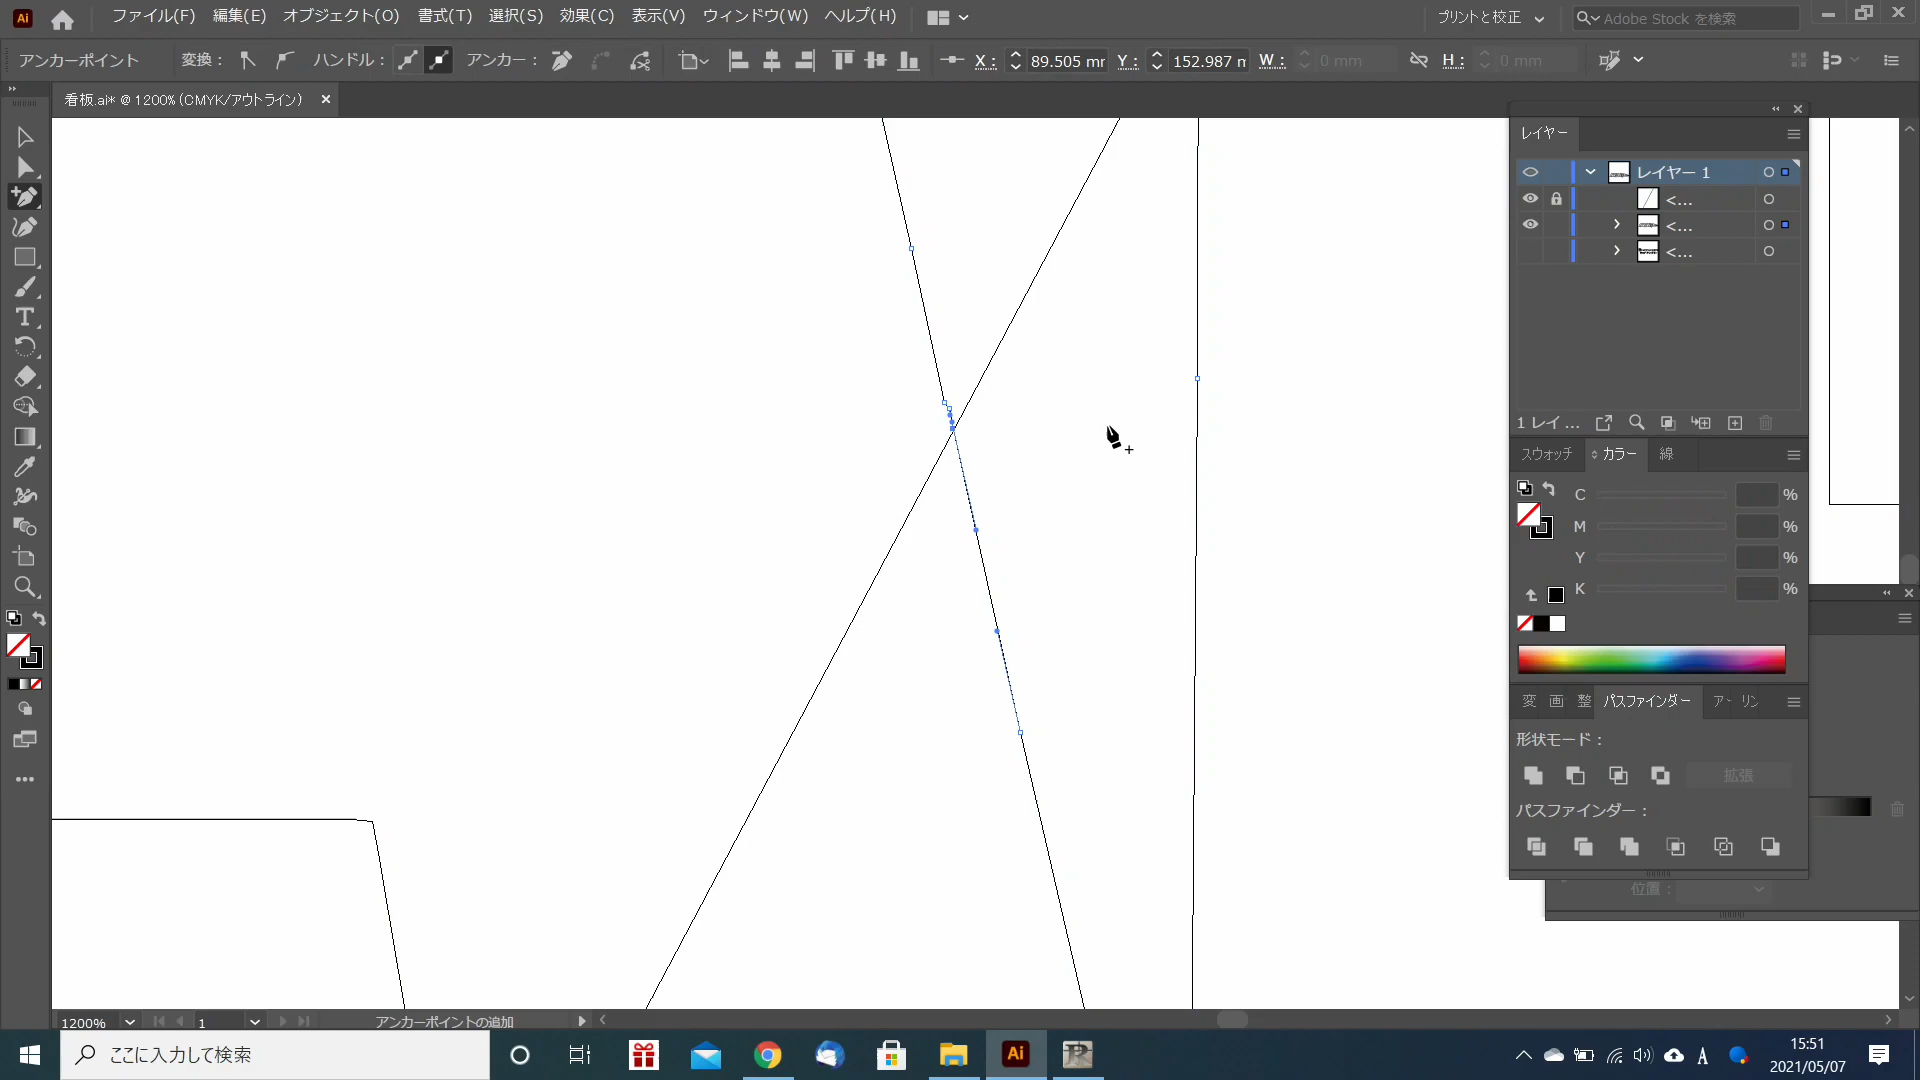 Ai
ファイル(F) 編集(E) オブジェクト(O) 書式(T) 選択(S) 効果(C) 表示(V) ウィンドウ(W) ヘルプ(H)
プリントと校正
Adobe Stock を検索
アンカーポイント 変換： ハンドル： アンカー： X： 89.505 mm Y： 152.987 m W： 0 mm H： 0 mm
看板.ai* @ 1200% (CMYK/アウトライン)
レイヤー
レイヤー 1
<...
<...
<...
1 レイ...
スウォッチ カラー 線
C %
M %
Y %
K %
変 画 整 パスファインダー ア リン
形状モード：
拡張
パスファインダー：
位置：
1200% 1 アンカーポイントの追加
ここに入力して検索
Ai
A
15:51
2021/05/07